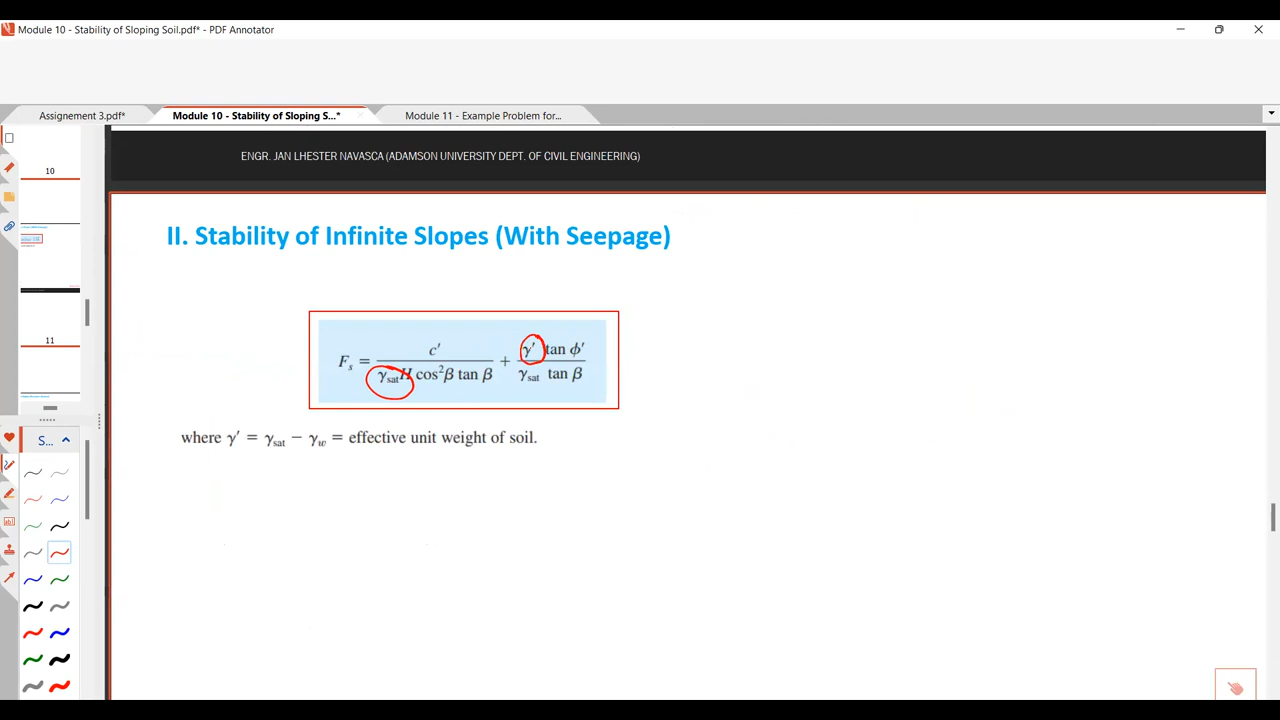 Module 10 - Stability of Sloping Soil.pdf* - PDF Annotator
Assignement 3.pdf*
Module 10 - Stability of Sloping S...*
Module 11 - Example Problem for...
ENGR. JAN LHESTER NAVASCA (ADAMSON UNIVERSITY DEPT. OF CIVIL ENGINEERING)
10
11
S...
II. Stability of Infinite Slopes (With Seepage)
F_s = c′ / (γ_sat H cos²β tan β) + (γ′ tan ϕ′) / (γ_sat tan β)
where γ′ = γ_sat − γ_w = effective unit weight of soil.